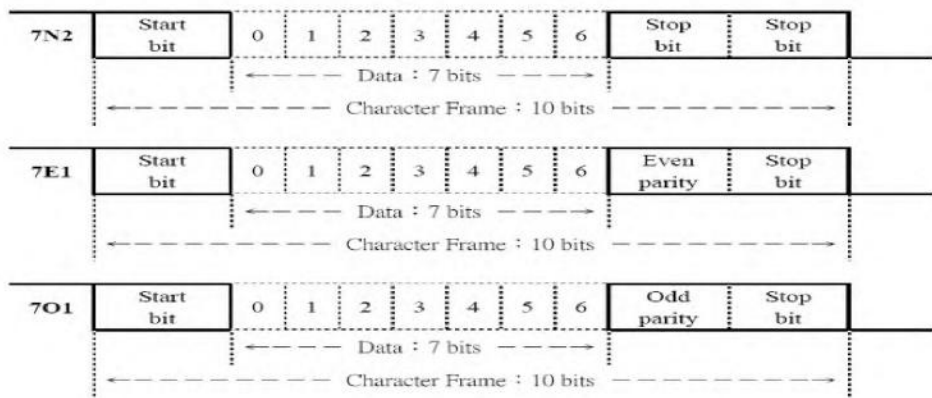 7N2 Start bit 0 1 2 3 4 5 6 Stop bit Stop bit
Data : 7 bits
Character Frame : 10 bits
7E1 Start bit 0 1 2 3 4 5 6 Even parity Stop bit
Data : 7 bits
Character Frame : 10 bits
7O1 Start bit 0 1 2 3 4 5 6 Odd parity Stop bit
Data : 7 bits
Character Frame : 10 bits